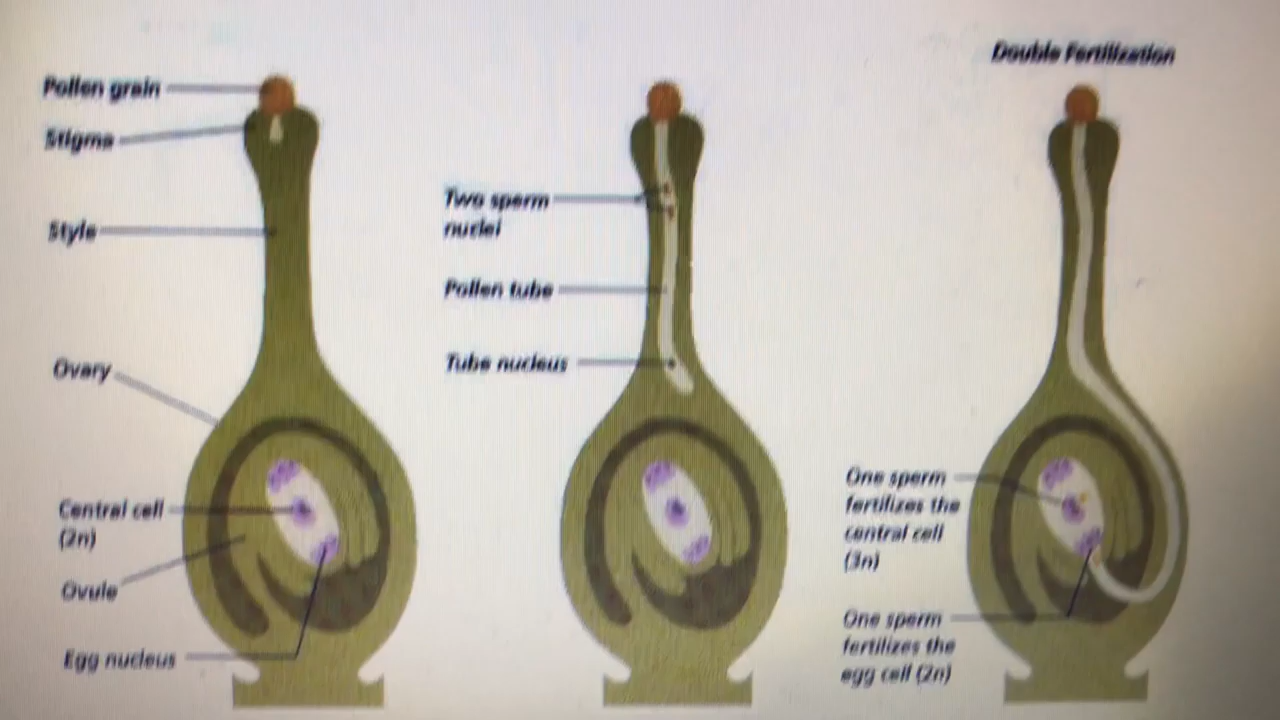 Double Fertilization
Pollen grain
Stigma
Style
Ovary
Central cell
(2n)
Ovule
Egg nucleus
Two sperm
nuclei
Pollen tube
Tube nucleus
One sperm
fertilizes the
central cell
(3n)
One sperm
fertilizes the
egg cell (2n)